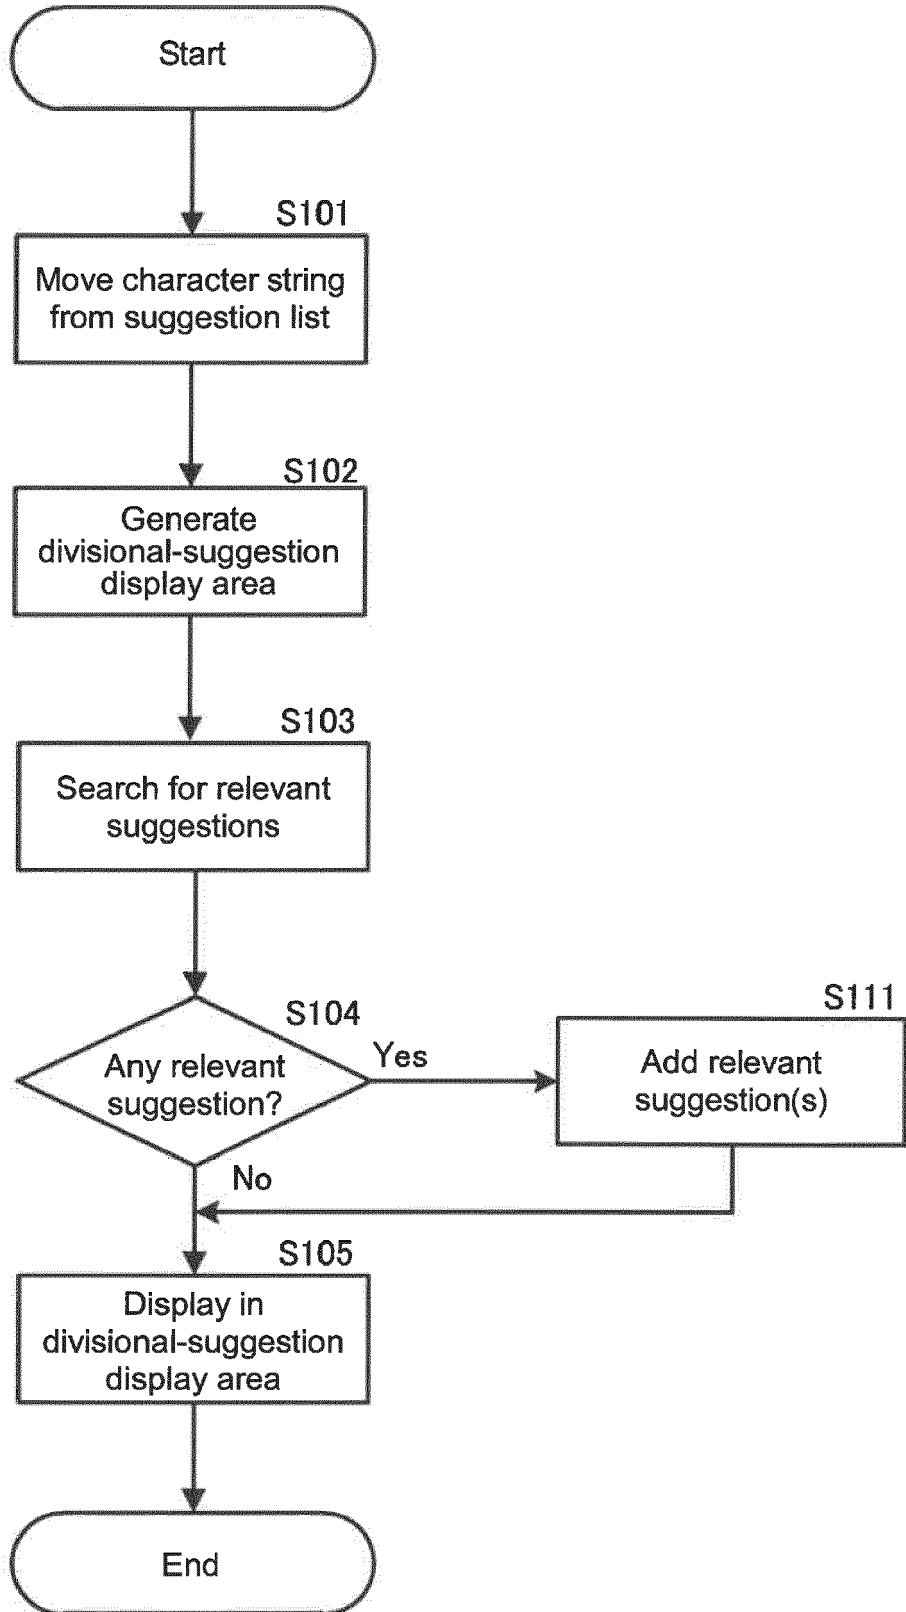 Start
S101
Move character string
from suggestion list
S102
Generate
divisional-suggestion
display area
S103
Search for relevant
suggestions
S104
Any relevant
suggestion?
Yes
S111
Add relevant
suggestion(s)
No
S105
Display in
divisional-suggestion
display area
End